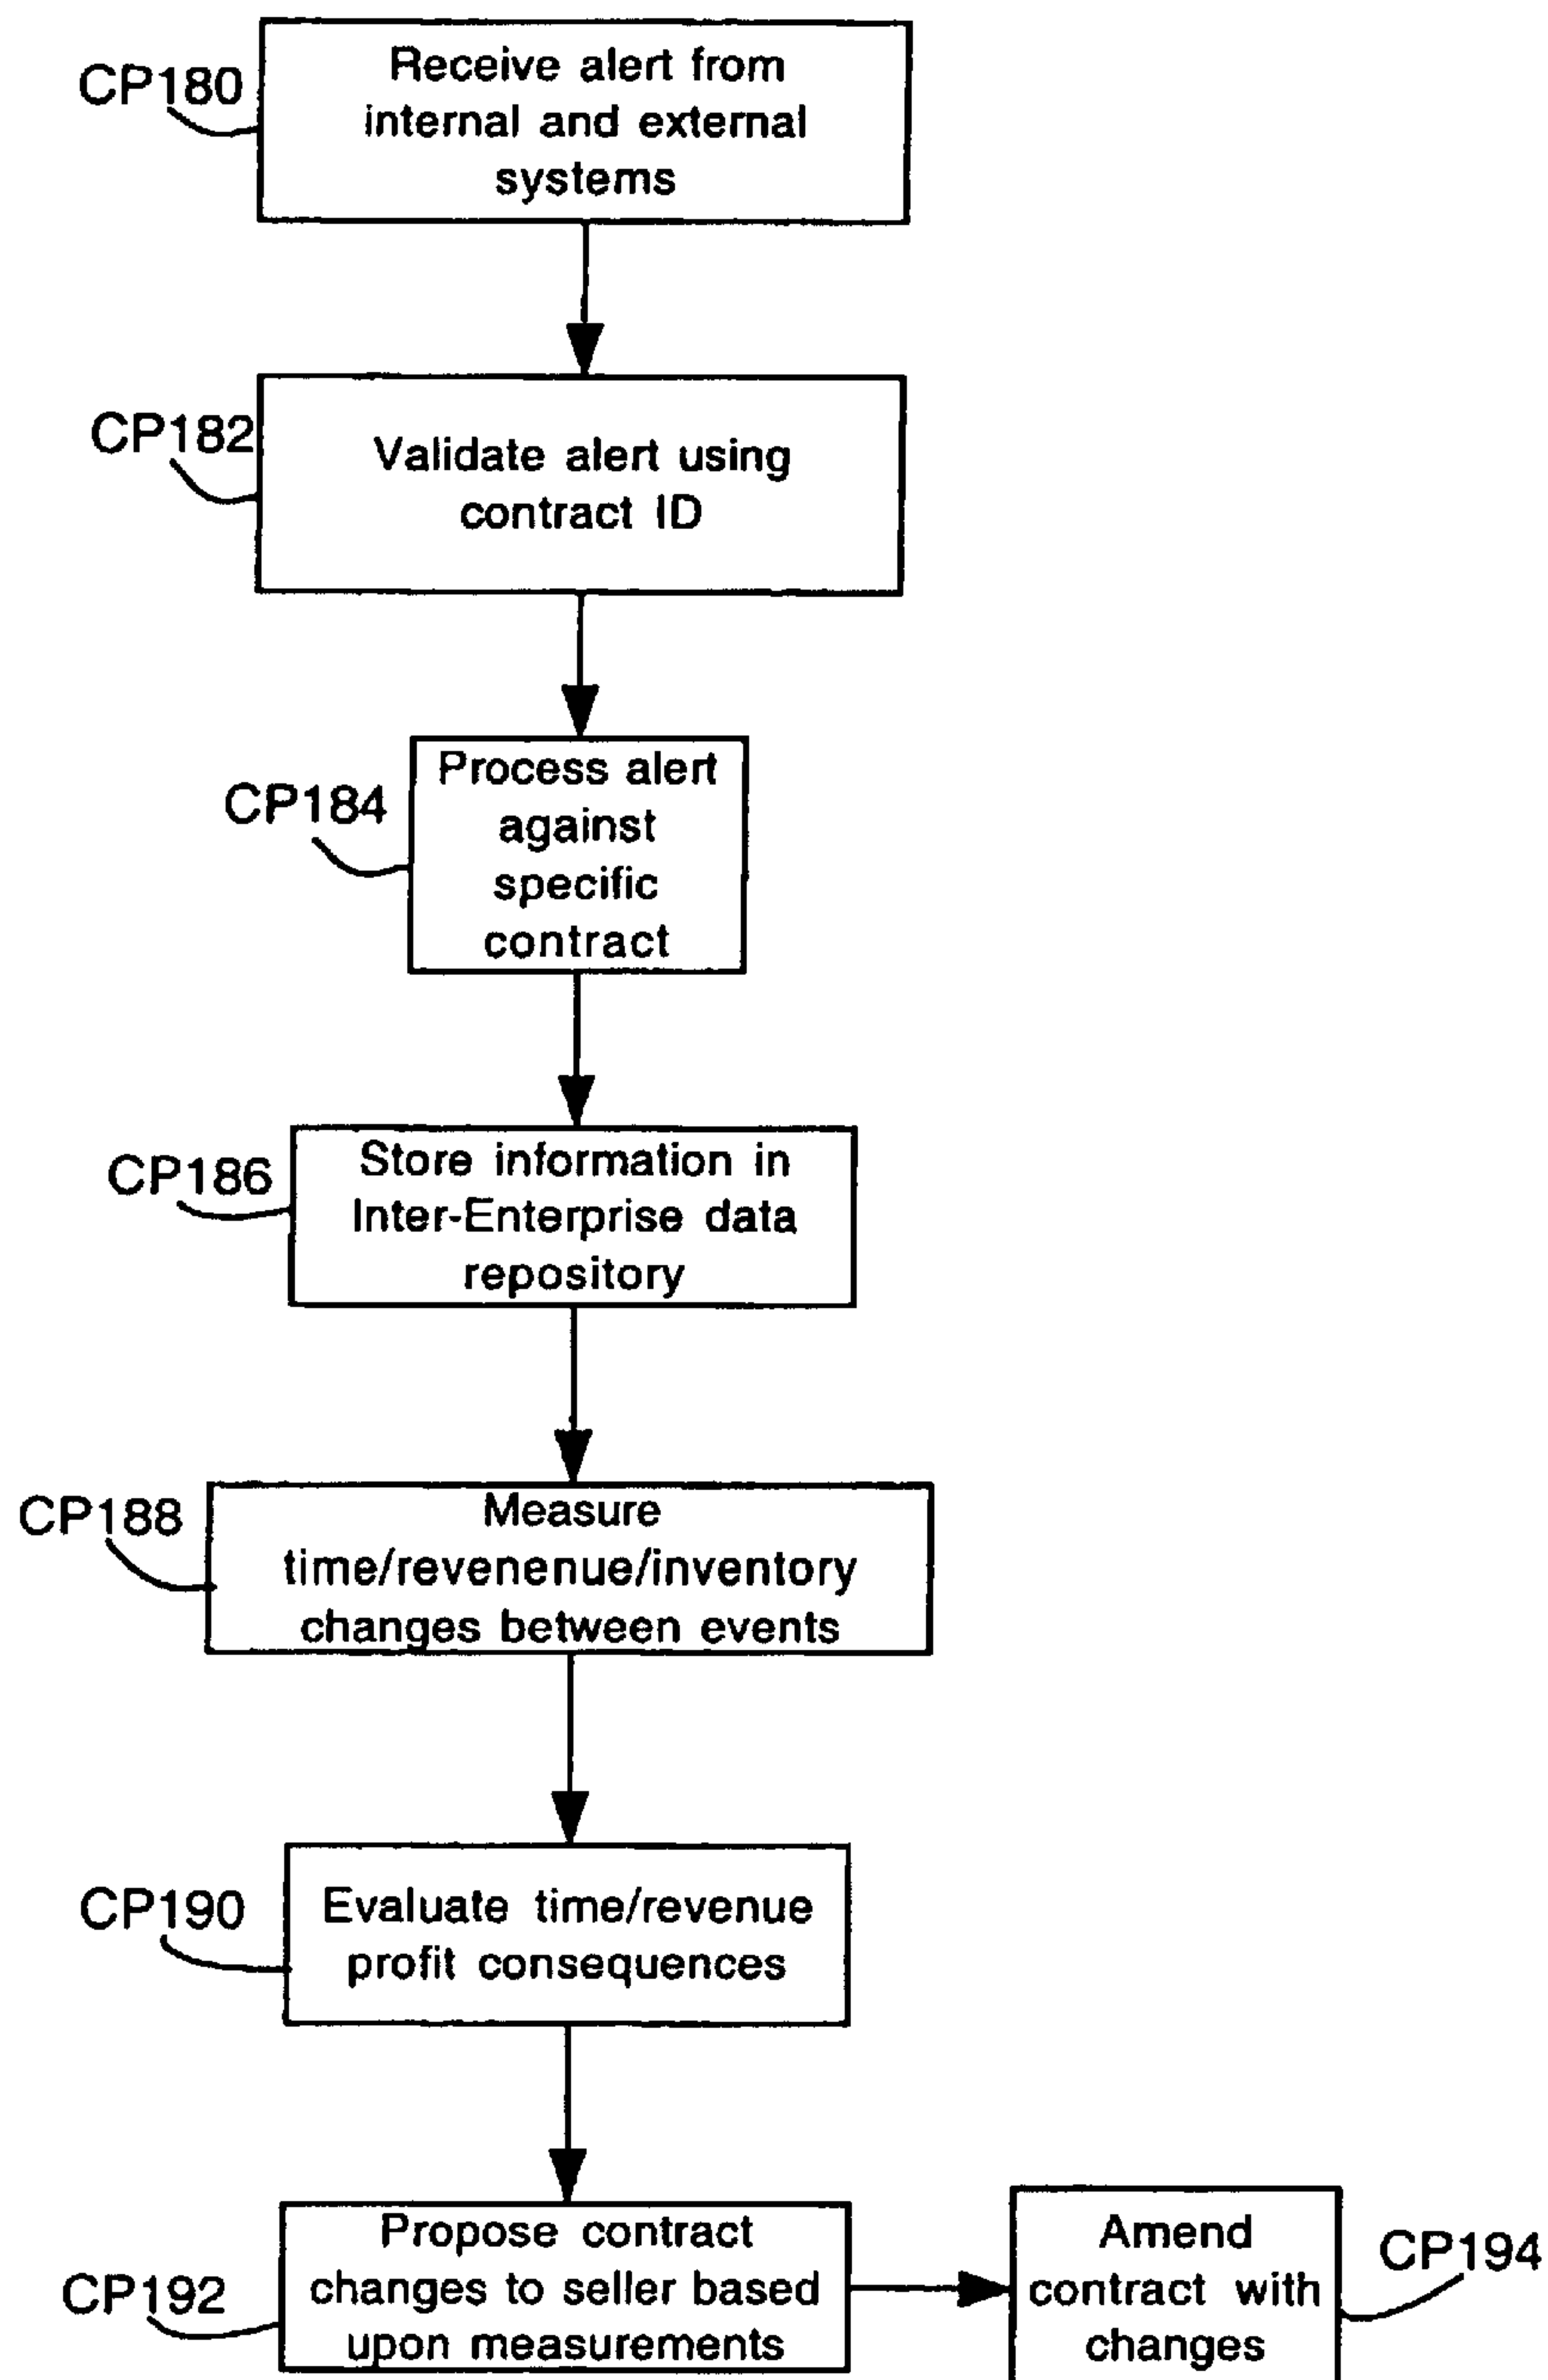 CP180
Receive alert from
internal and external
systems
CP182
Validate alert using
contract ID
CP184
Process alert
against
specific
contract
CP186
Store information in
Inter-Enterprise data
repository
CP188
Measure
time/revenenue/inventory
changes between events
CP190
Evaluate time/revenue
profit consequences
CP192
Propose contract
changes to seller based
upon measurements
Amend
contract with
changes
CP194